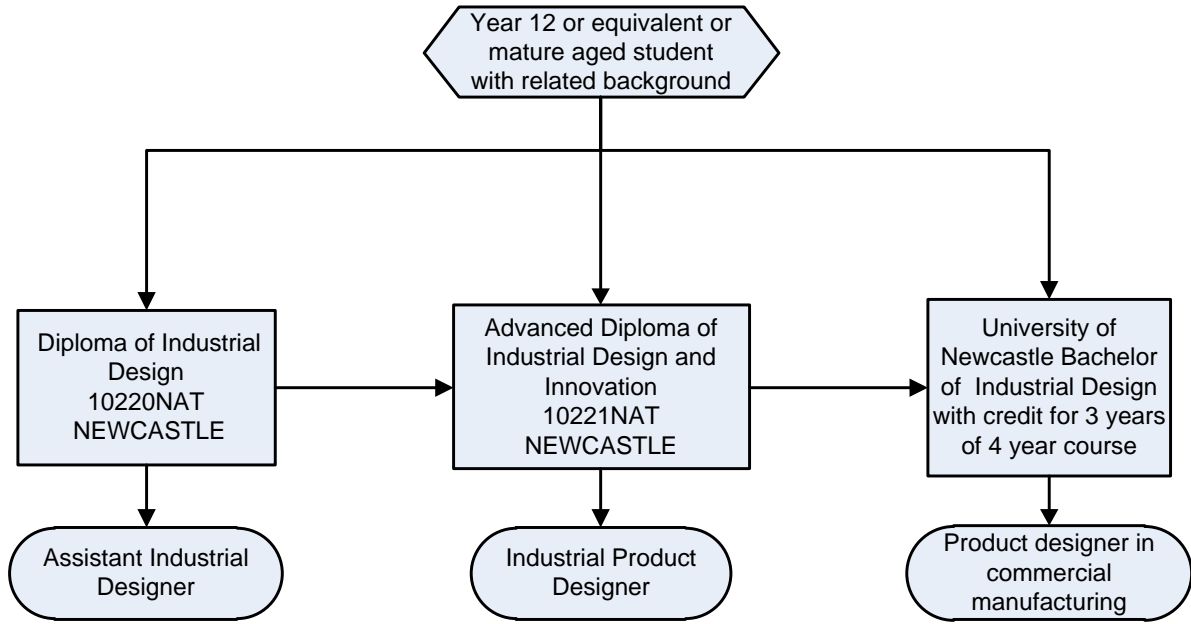 Year 12 or equivalent or
mature aged student
with related background
Diploma of Industrial
Design
10220NAT
NEWCASTLE
Advanced Diploma of
Industrial Design and
Innovation
10221NAT
NEWCASTLE
University of
Newcastle Bachelor
of Industrial Design
with credit for 3 years
of 4 year course
Assistant Industrial
Designer
Industrial Product
Designer
Product designer in
commercial
manufacturing